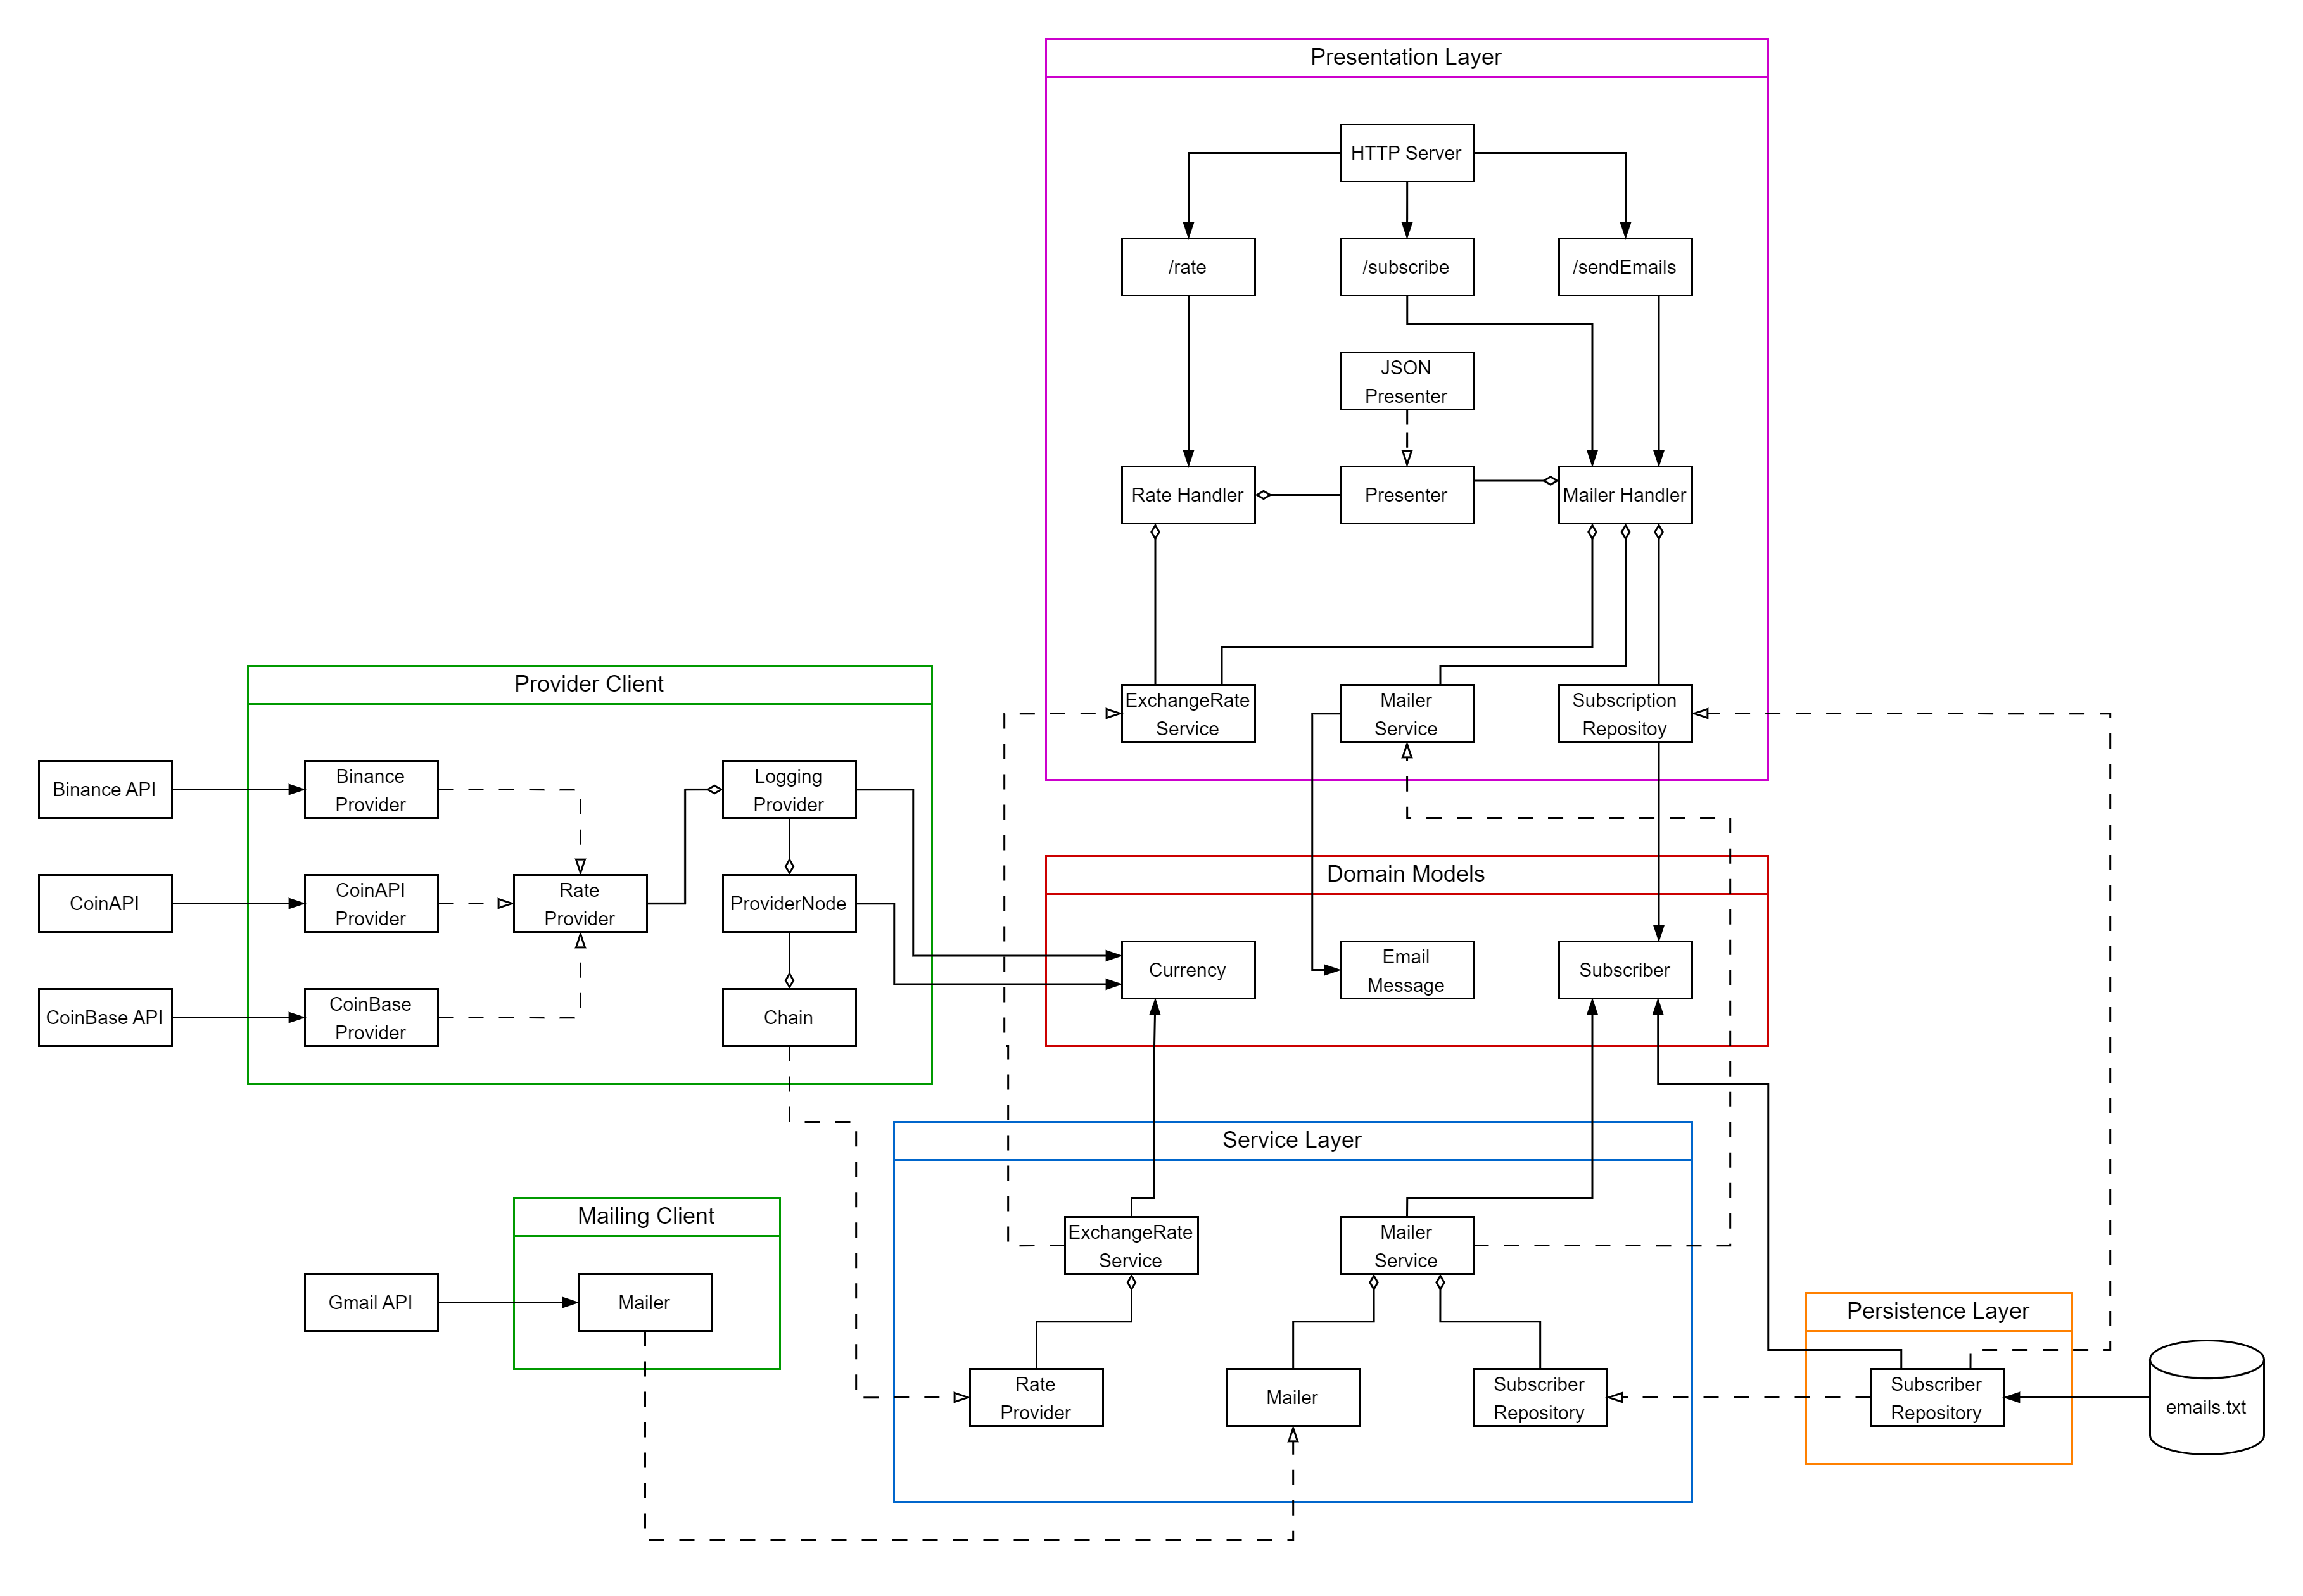 Presentation Layer
HTTP Server
/rate
/subscribe
/sendEmails
JSON
Presenter
Rate Handler
Presenter
Mailer Handler
ExchangeRate
Service
Mailer
Service
Subscription
Repositoy
Provider Client
Binance API
Binance
Provider
Logging
Provider
CoinAPI
CoinAPI
Provider
Rate
Provider
ProviderNode
CoinBase API
CoinBase
Provider
Chain
Domain Models
Currency
Email
Message
Subscriber
Service Layer
ExchangeRate
Service
Mailer
Service
Rate
Provider
Mailer
Subscriber
Repository
Mailing Client
Gmail API
Mailer
Persistence Layer
Subscriber
Repository
emails.txt